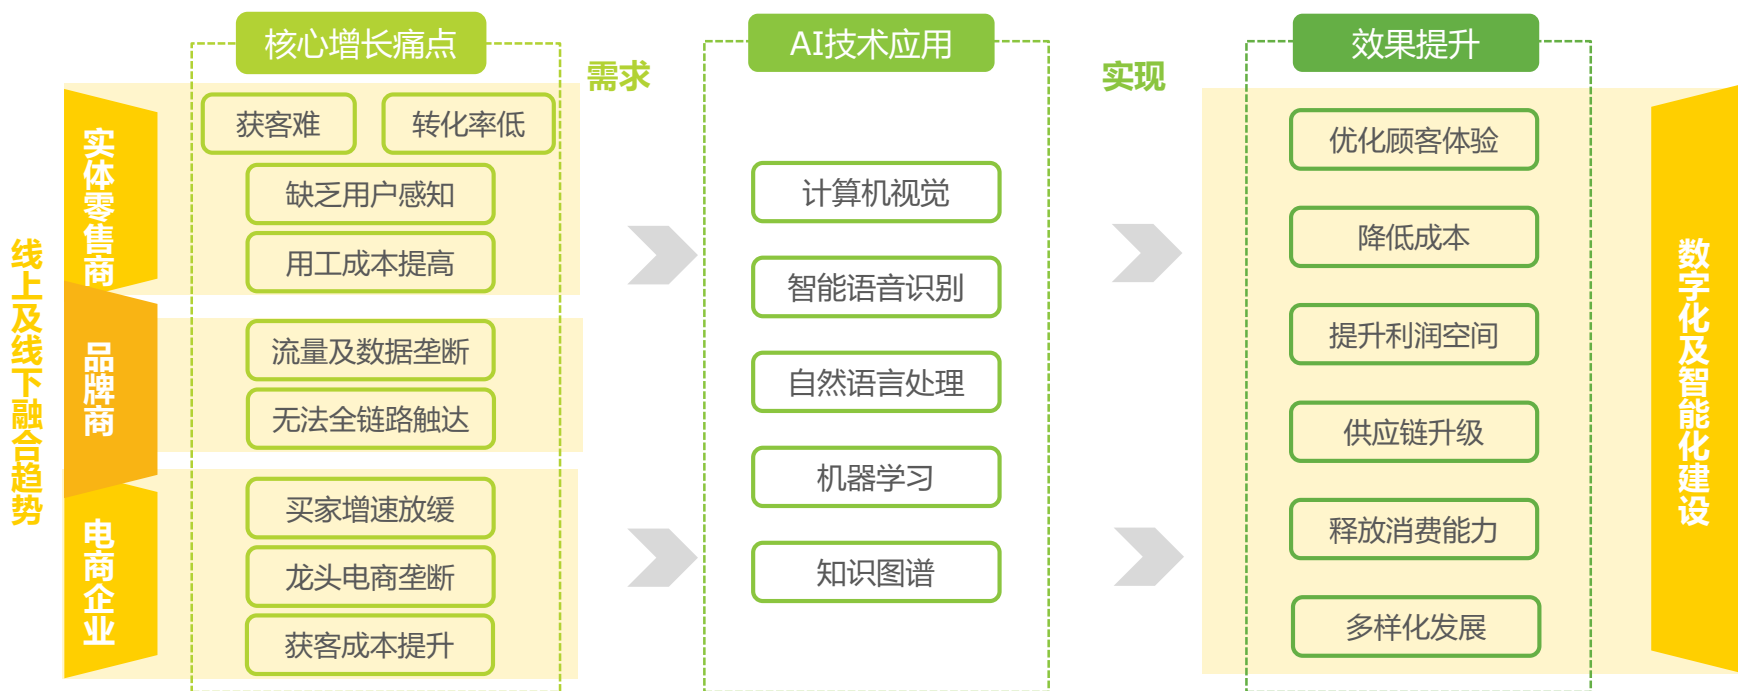 线上及线下融合趋势
实体零售商
品牌商
电商企业
核心增长痛点
获客难
转化率低
缺乏用户感知
用工成本提高
流量及数据垄断
无法全链路触达
买家增速放缓
龙头电商垄断
获客成本提升
需求
AI技术应用
计算机视觉
智能语音识别
自然语言处理
机器学习
知识图谱
实现
效果提升
优化顾客体验
降低成本
提升利润空间
供应链升级
释放消费能力
多样化发展
数字化及智能化建设